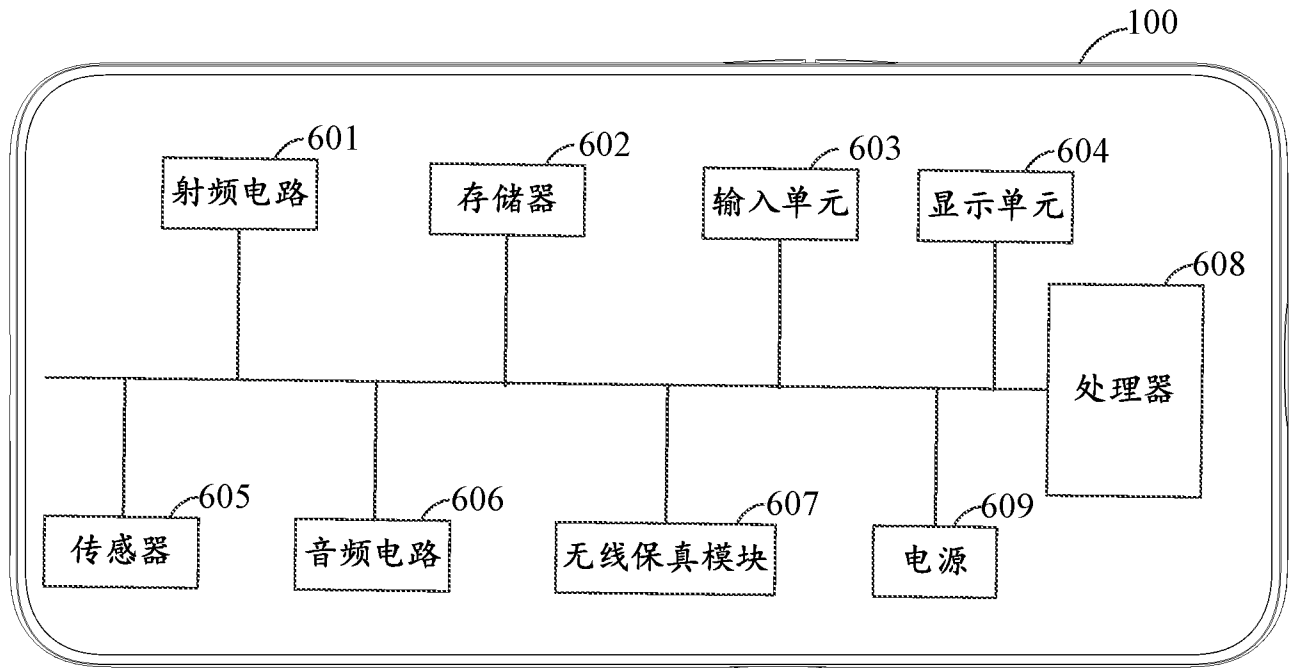 100
601
602
603
604
射频电路
存储器
输入单元
显示单元
608
处理器
605
606
607
609
传感器
音频电路
无线保真模块
电源